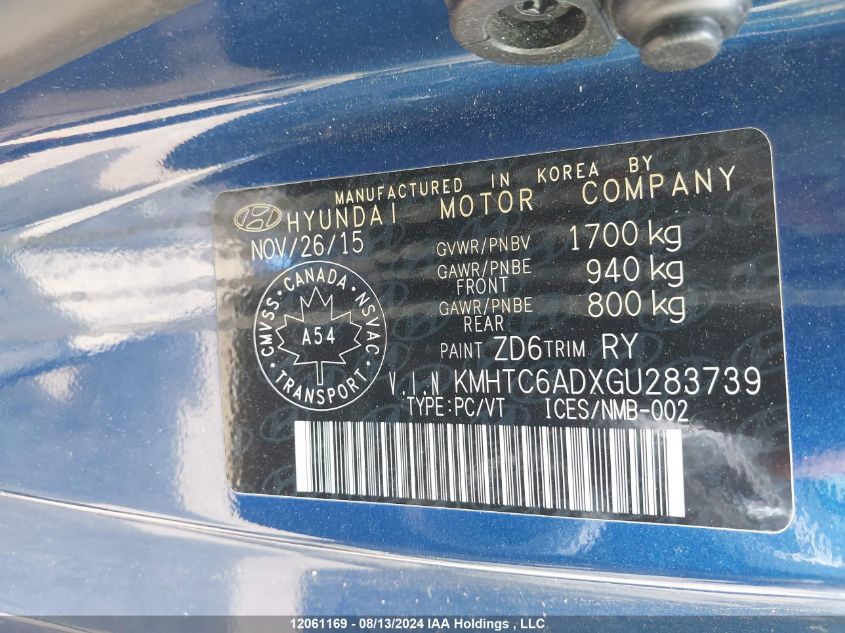 MANUFACTURED IN KOREA BY
HYUNDAI MOTOR COMPANY
NOV/26/15
GVWR/PNBV 1700 kg
GAWR/PNBE FRONT 940 kg
GAWR/PNBE REAR 800 kg
CMVSS • CANADA • NSVAC • TRANSPORT •
A54
PAINT ZD6 TRIM RY
V.I.N KMHTC6ADXGU283739
TYPE:PC/VT ICES/NMB-002
12061169 - 08/13/2024 IAA Holdings , LLC